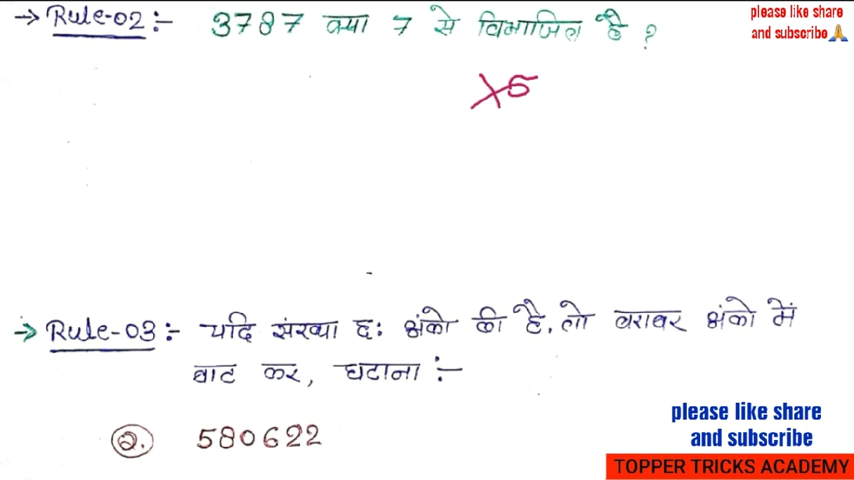 → Rule-02 :- 3787 क्या 7 से विभाजित है ?
please like share
and subscribe🙏
×5
→ Rule-03 :- यदि संख्या छः अंको की है, तो बराबर अंको में
बाट कर, घटाना :-
Q. 580622
please like share
and subscribe
TOPPER TRICKS ACADEMY